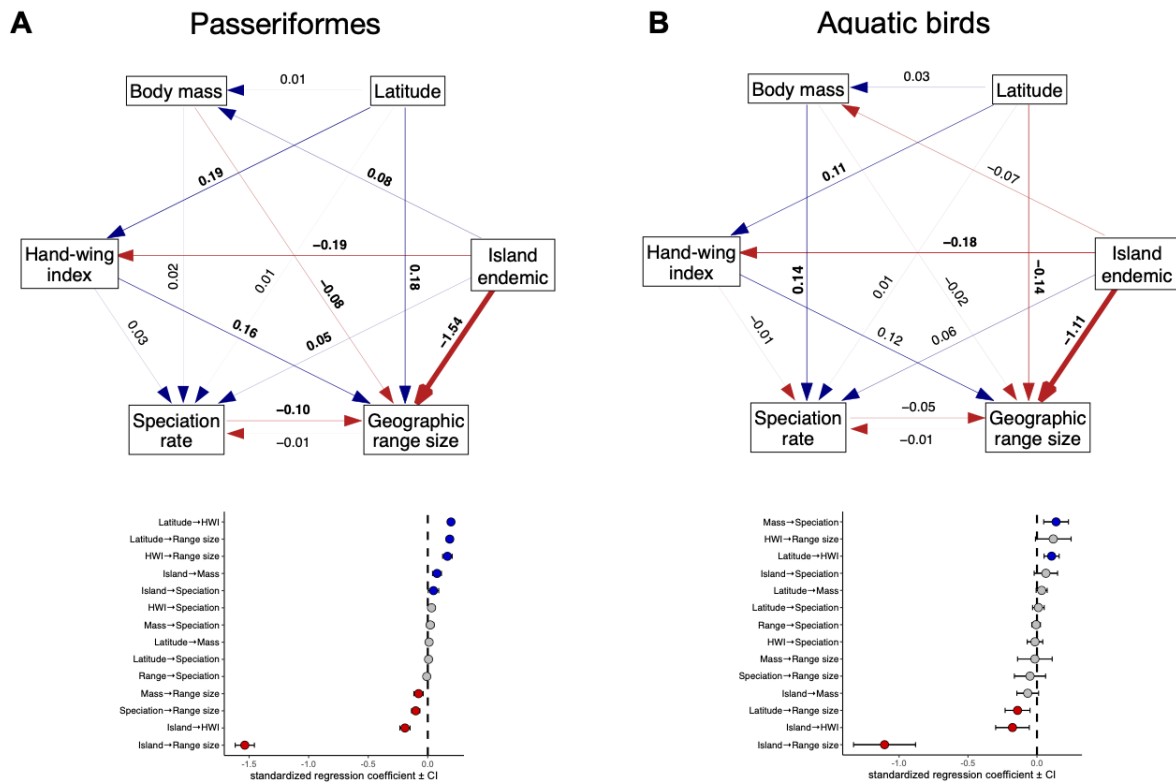 A
Passeriformes
Body mass
0.01
Latitude
0.19
0.08
Hand-wing
index
−0.19
Island
endemic
0.02
0.01
−0.08
0.18
0.03
0.16
0.05
−1.54
Speciation
rate
−0.10
−0.01
Geographic
range size
Latitude→HWI
Latitude→Range size
HWI→Range size
Island→Mass
Island→Speciation
HWI→Speciation
Mass→Speciation
Latitude→Mass
Latitude→Speciation
Range→Speciation
Mass→Range size
Speciation→Range size
Island→HWI
Island→Range size
-1.5 -1.0 -0.5 0.0
standardized regression coefficient ± CI
B
Aquatic birds
Body mass
0.03
Latitude
0.11
−0.07
Hand-wing
index
−0.18
Island
endemic
0.14
0.01
−0.02
−0.14
−0.01
0.12
0.06
−1.11
Speciation
rate
−0.05
−0.01
Geographic
range size
Mass→Speciation
HWI→Range size
Latitude→HWI
Island→Speciation
Latitude→Mass
Latitude→Speciation
Range→Speciation
HWI→Speciation
Mass→Range size
Speciation→Range size
Island→Mass
Latitude→Range size
Island→HWI
Island→Range size
-1.0 -0.5 0.0
standardized regression coefficient ± CI